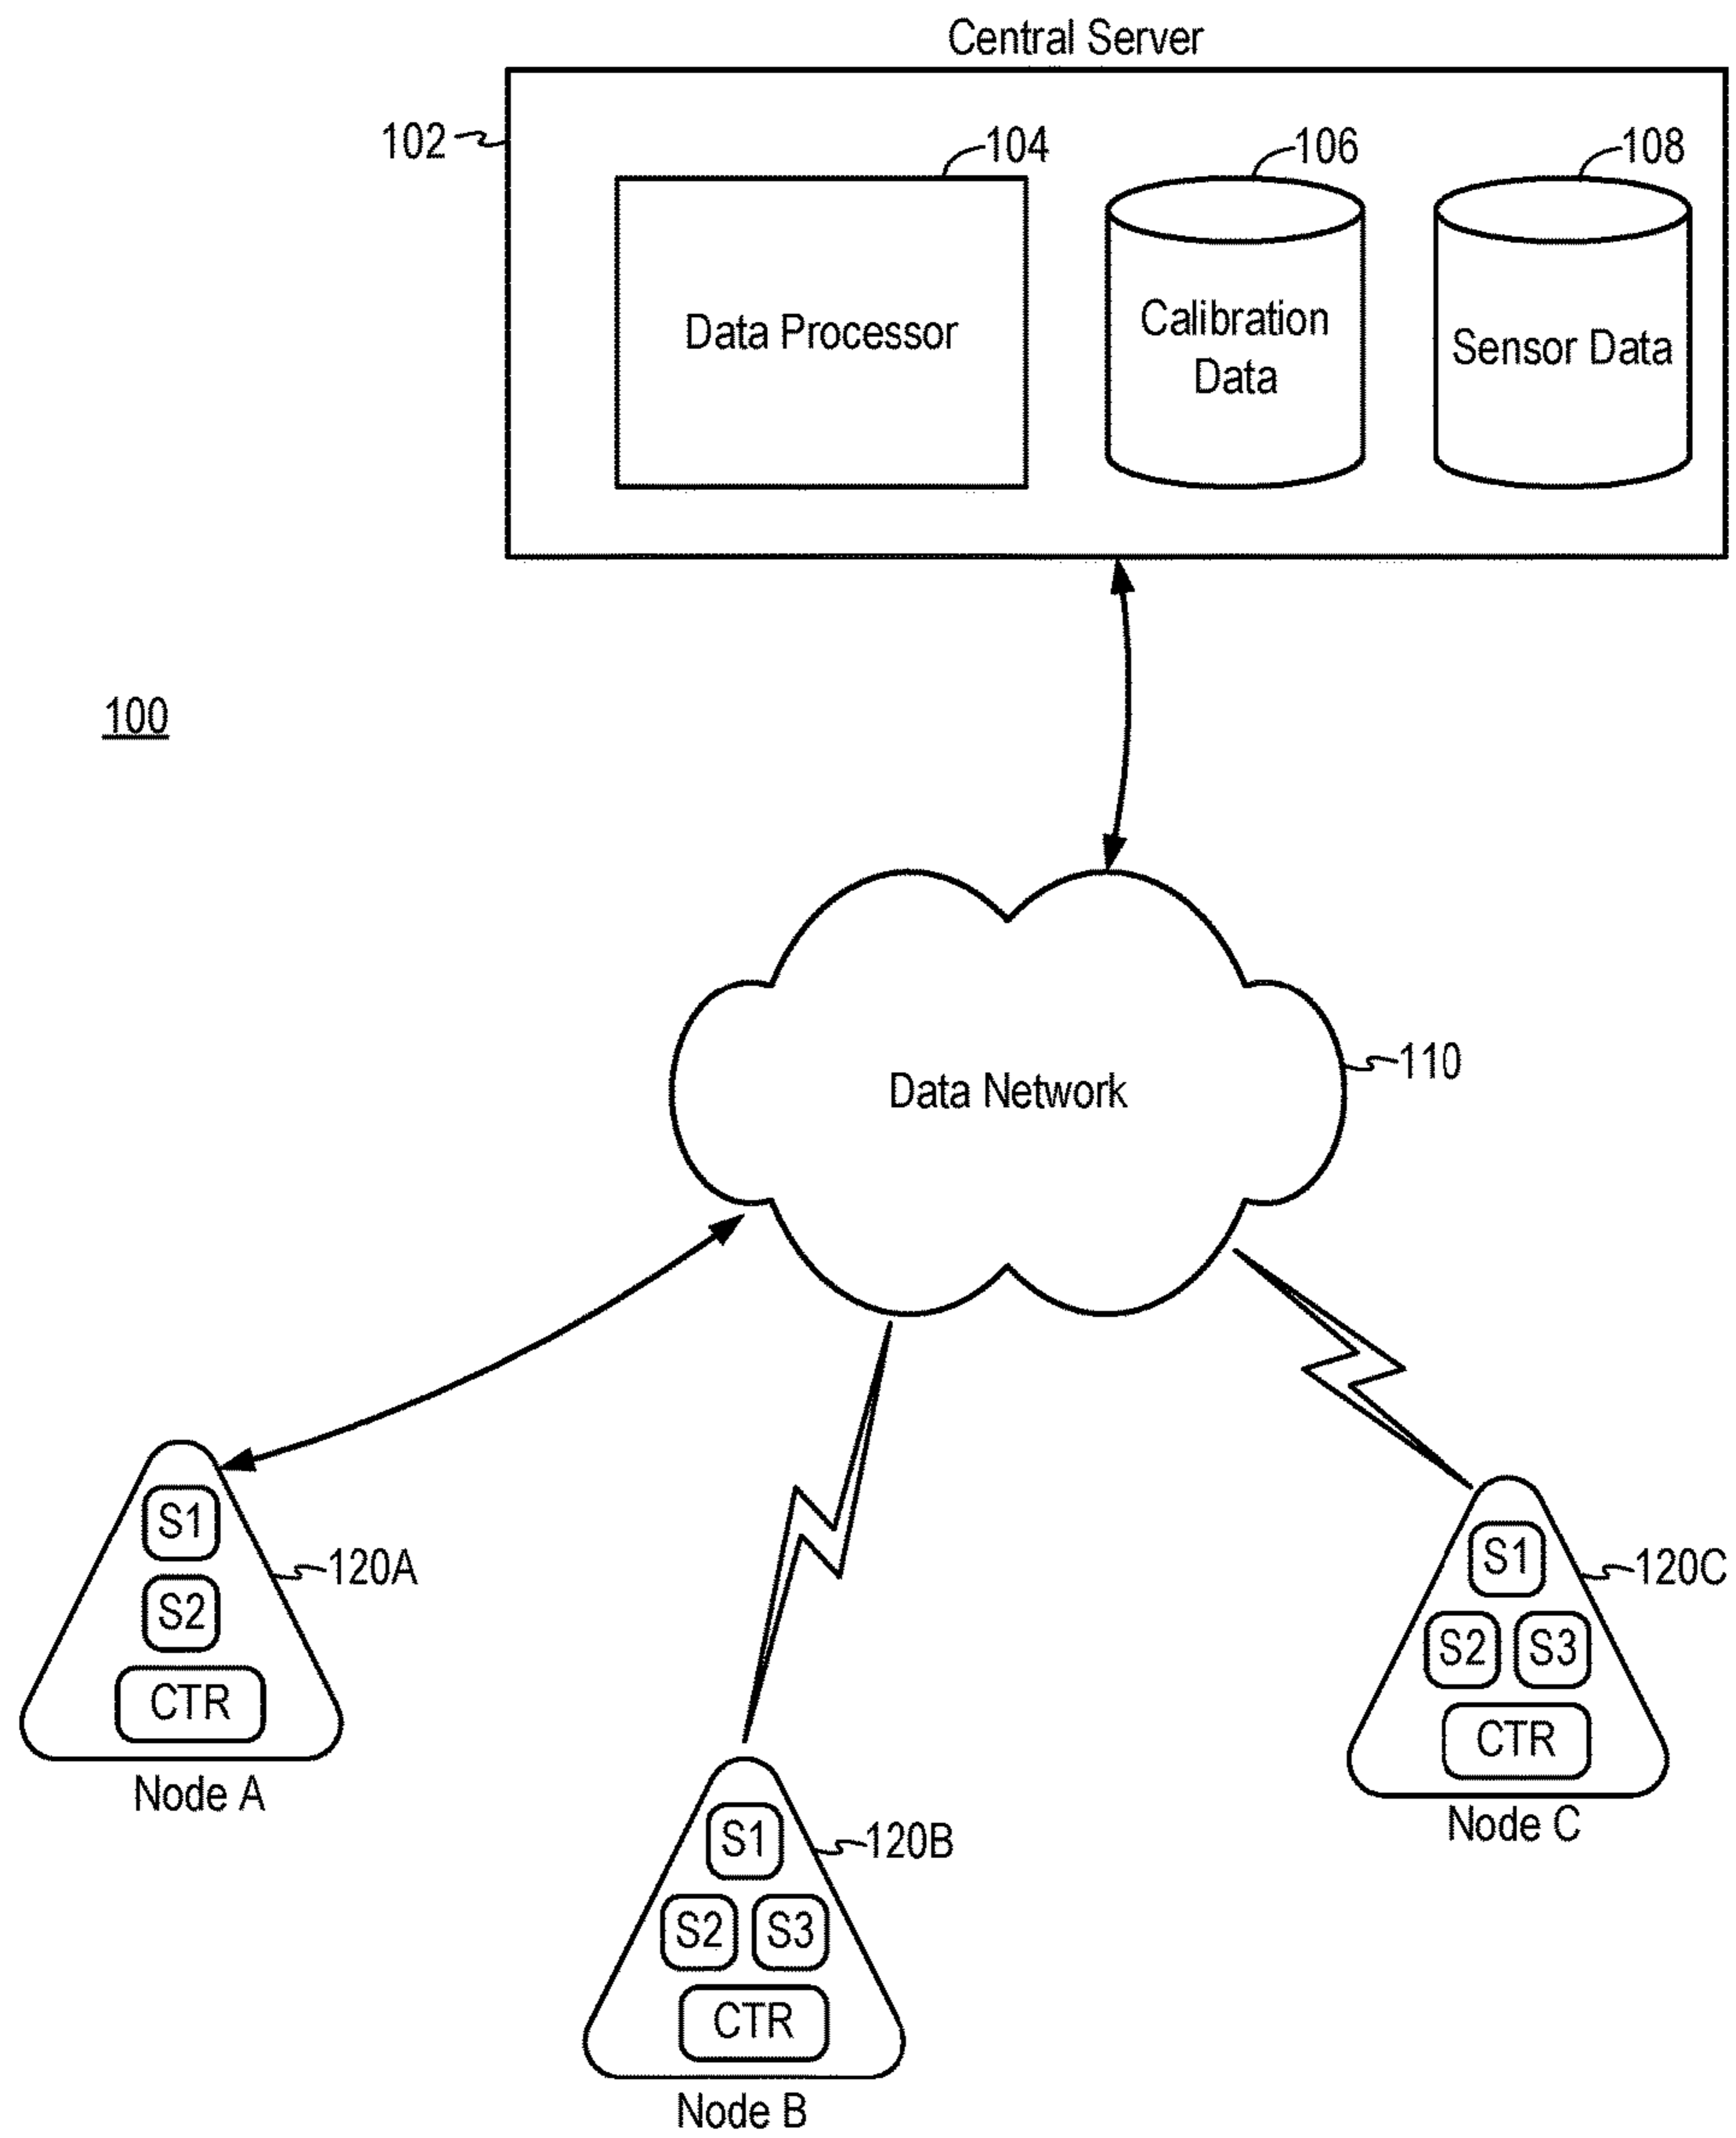 Central Server
102
104
106
108
Data Processor
Calibration
Data
Sensor Data
100
110
Data Network
S1
120A
S2
CTR
Node A
S1
120C
S2 S3
CTR
Node C
S1
120B
S2 S3
CTR
Node B